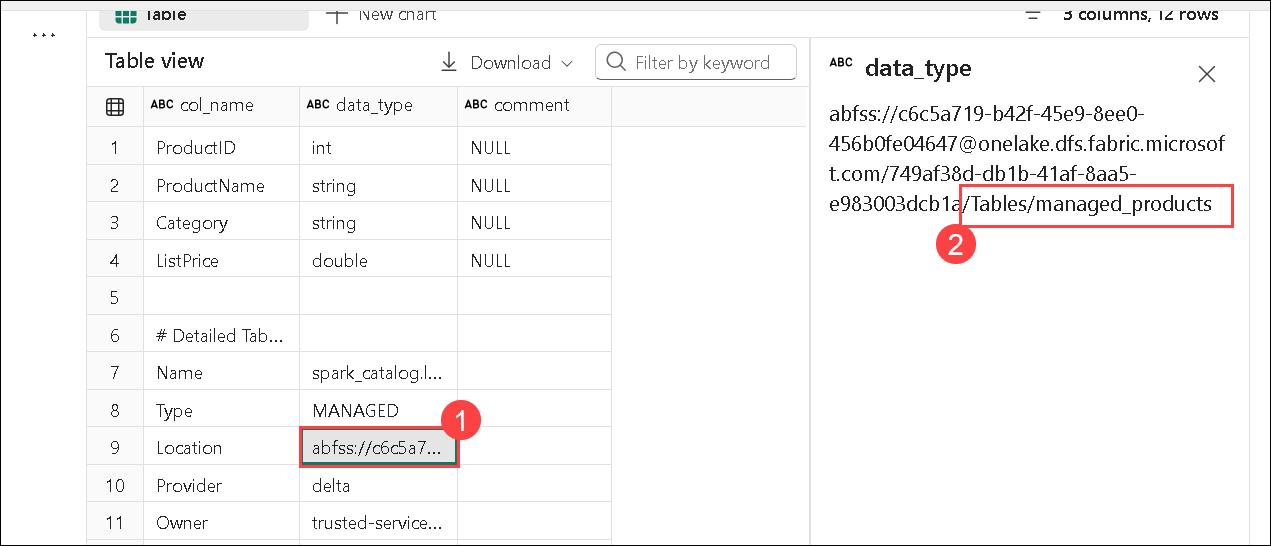 Table
New chart
3 columns, 12 rows
...
Table view
Download
Filter by keyword
ABC col_name ABC data_type ABC comment
1 ProductID int NULL
2 ProductName string NULL
3 Category string NULL
4 ListPrice double NULL
5
6 # Detailed Tab...
7 Name spark_catalog.l...
8 Type MANAGED
9 Location abfss://c6c5a7...
1
10 Provider delta
11 Owner trusted-service...
ABC data_type
abfss://c6c5a719-b42f-45e9-8ee0-
456b0fe04647@onelake.dfs.fabric.microsof
t.com/749af38d-db1b-41af-8aa5-
e983003dcb1a/Tables/managed_products
2